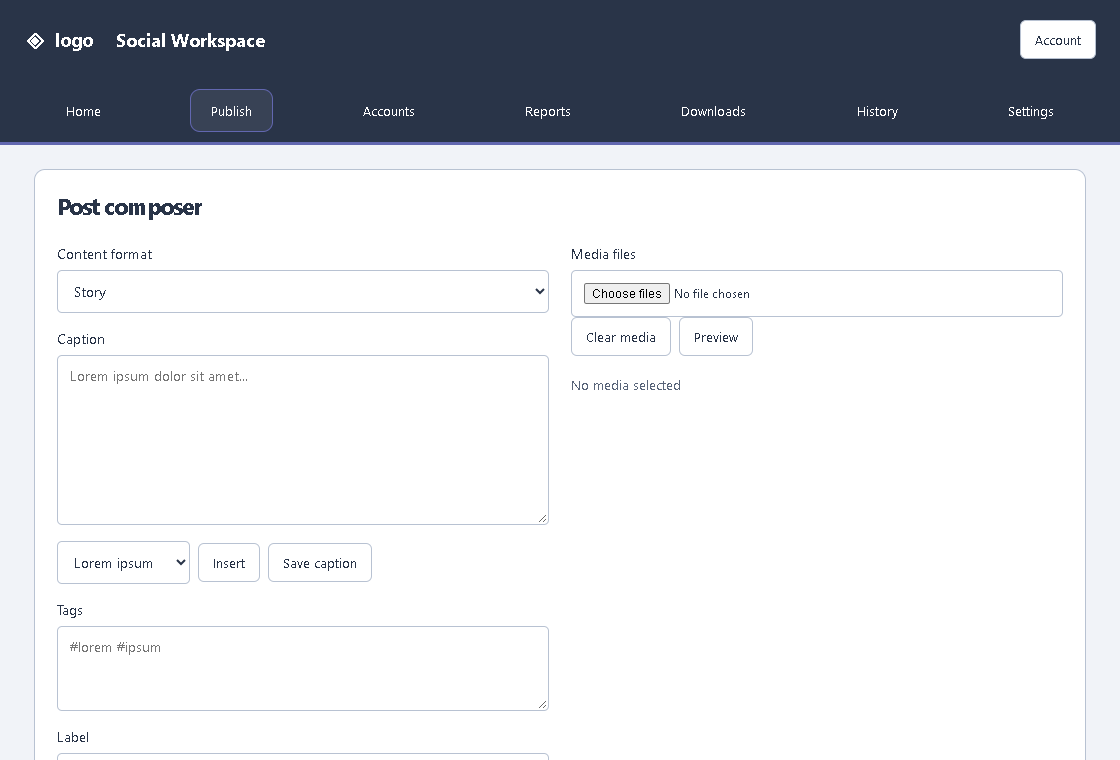 logo Social Workspace
Account
Home Publish Accounts Reports Downloads History Settings
Post composer
Content format
Story
Caption
Lorem ipsum dolor sit amet...
Lorem ipsum Insert Save caption
Tags
#lorem #ipsum
Label
Media files
Choose files No file chosen
Clear media Preview
No media selected